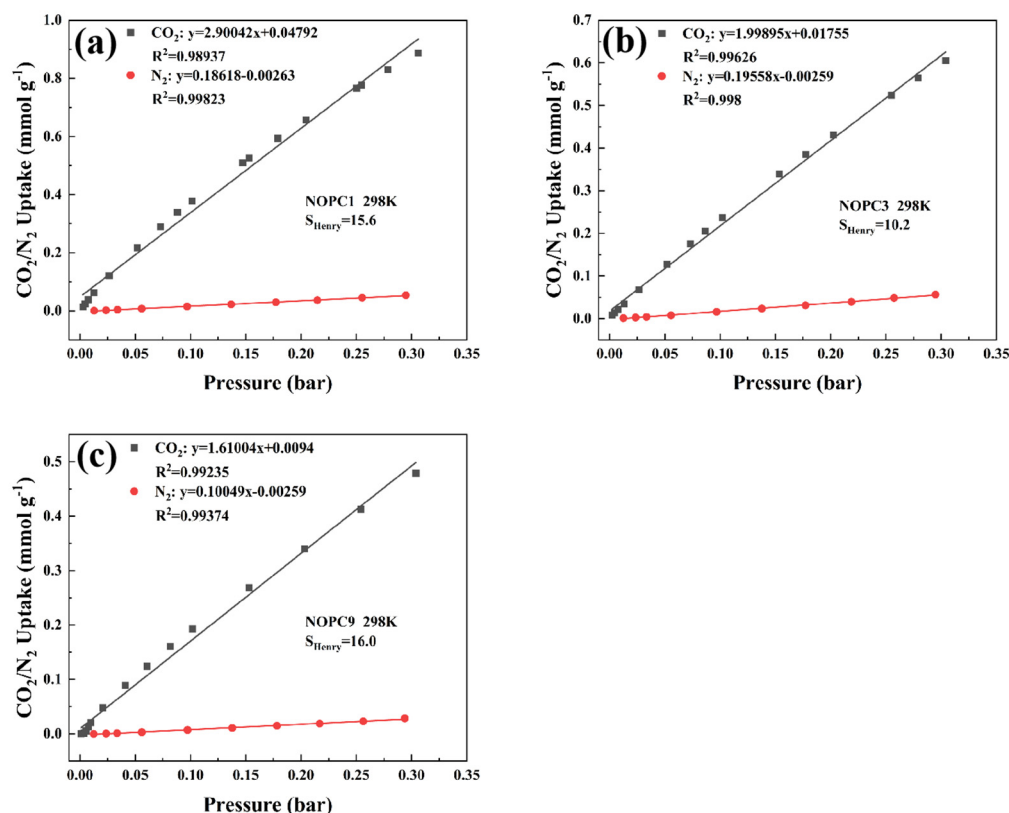 (a)
CO₂: y=2.90042x+0.04792
R²=0.98937
N₂: y=0.18618-0.00263
R²=0.99823
NOPC1 298K
S_Henry=15.6
CO₂/N₂ Uptake (mmol g⁻¹)
1.0
0.8
0.6
0.4
0.2
0.0
0.00 0.05 0.10 0.15 0.20 0.25 0.30 0.35
Pressure (bar)
(b)
CO₂: y=1.99895x+0.01755
R²=0.99626
N₂: y=0.19558x-0.00259
R²=0.998
NOPC3 298K
S_Henry=10.2
CO₂/N₂ Uptake (mmol g⁻¹)
0.7
0.6
0.5
0.4
0.3
0.2
0.1
0.0
0.00 0.05 0.10 0.15 0.20 0.25 0.30 0.35
Pressure (bar)
(c)
CO₂: y=1.61004x+0.0094
R²=0.99235
N₂: y=0.10049x-0.00259
R²=0.99374
NOPC9 298K
S_Henry=16.0
CO₂/N₂ Uptake (mmol g⁻¹)
0.5
0.4
0.3
0.2
0.1
0.0
0.00 0.05 0.10 0.15 0.20 0.25 0.30 0.35
Pressure (bar)